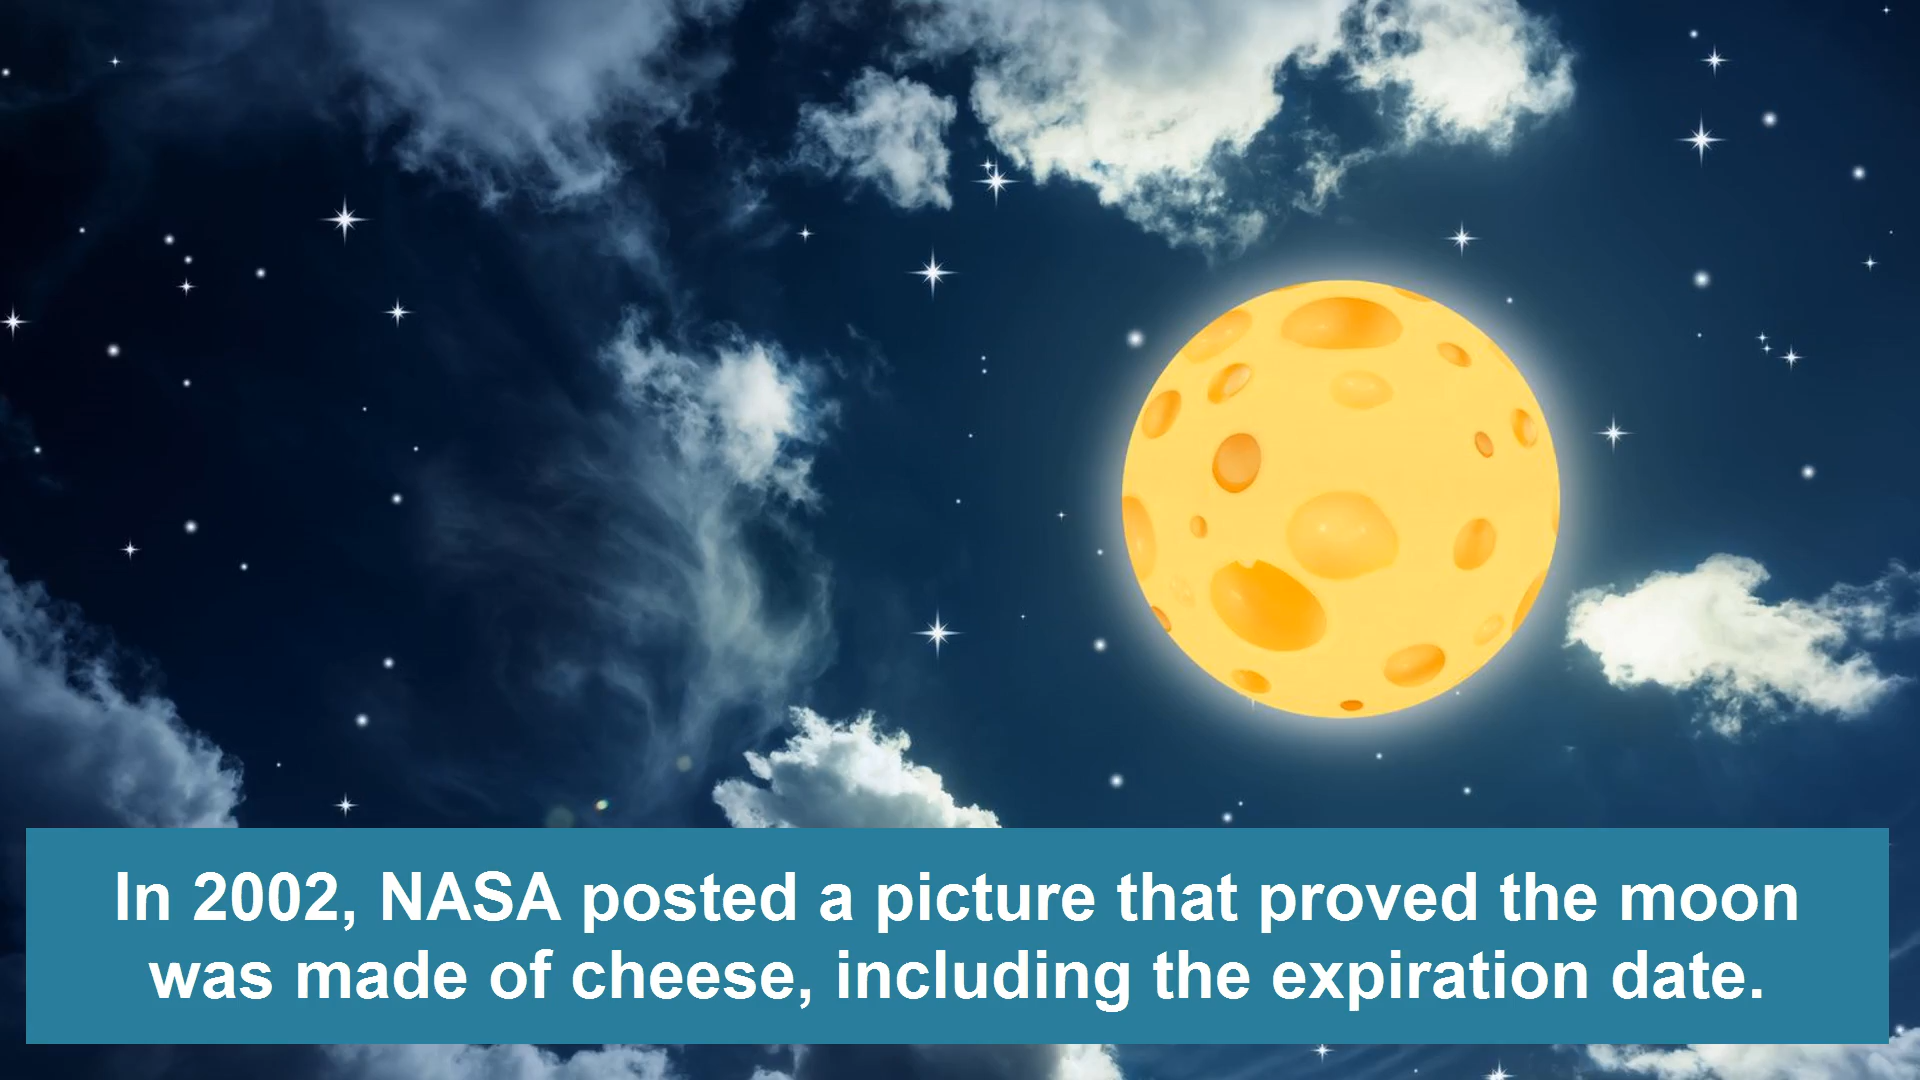 In 2002, NASA posted a picture that proved the moon
was made of cheese, including the expiration date.